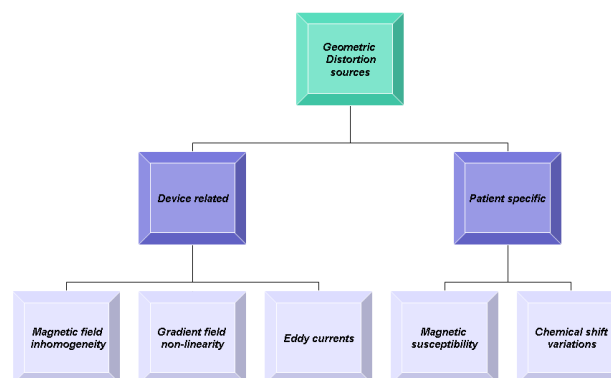 Geometric
Distortion
sources
Device related
Patient specific
Magnetic field
inhomogeneity
Gradient field
non-linearity
Eddy currents
Magnetic
susceptibility
Chemical shift
variations